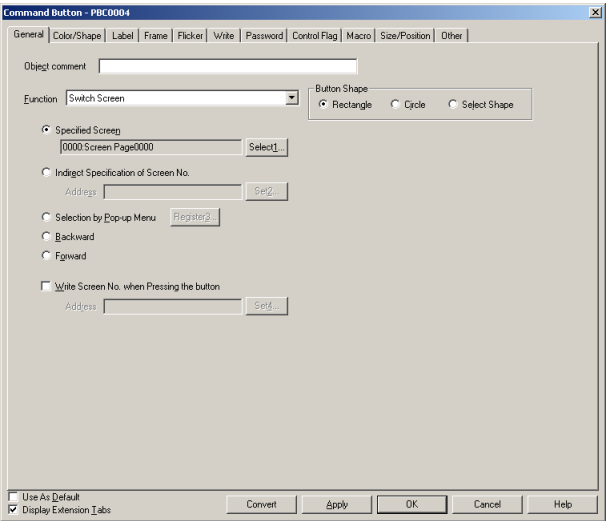 Command Button - PBC0004
General Color/Shape Label Frame Flicker Write Password Control Flag Macro Size/Position Other
Object comment
Function Switch Screen
Button Shape
Rectangle Circle Select Shape
Specified Screen
0000:Screen Page0000 Select1...
Indirect Specification of Screen No.
Address Set2...
Selection by Pop-up Menu Register3...
Backward
Forward
Write Screen No. when Pressing the button
Address Set4...
Use As Default
Display Extension Tabs
Convert Apply OK Cancel Help